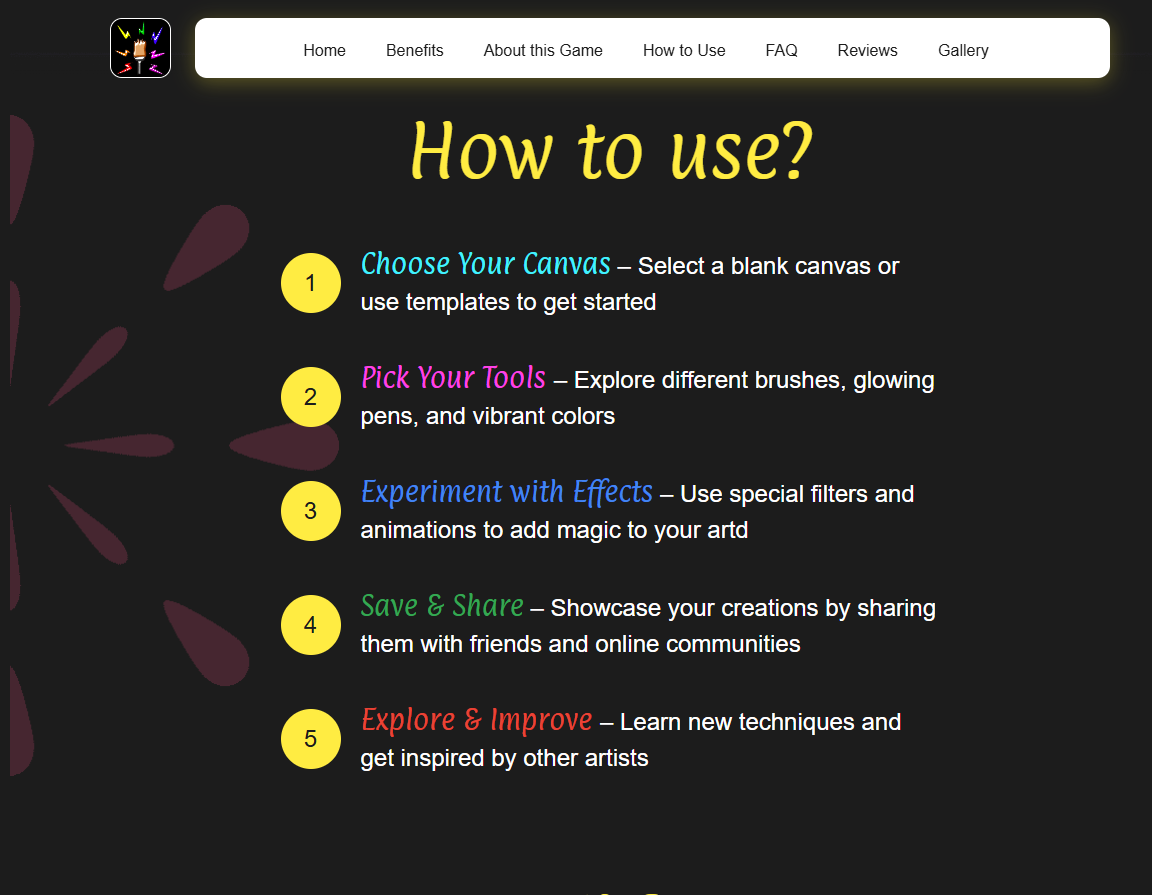 Home Benefits About this Game How to Use FAQ Reviews Gallery
How to use?
1
Choose Your Canvas – Select a blank canvas or
use templates to get started
2
Pick Your Tools – Explore different brushes, glowing
pens, and vibrant colors
3
Experiment with Effects – Use special filters and
animations to add magic to your artd
4
Save & Share – Showcase your creations by sharing
them with friends and online communities
5
Explore & Improve – Learn new techniques and
get inspired by other artists